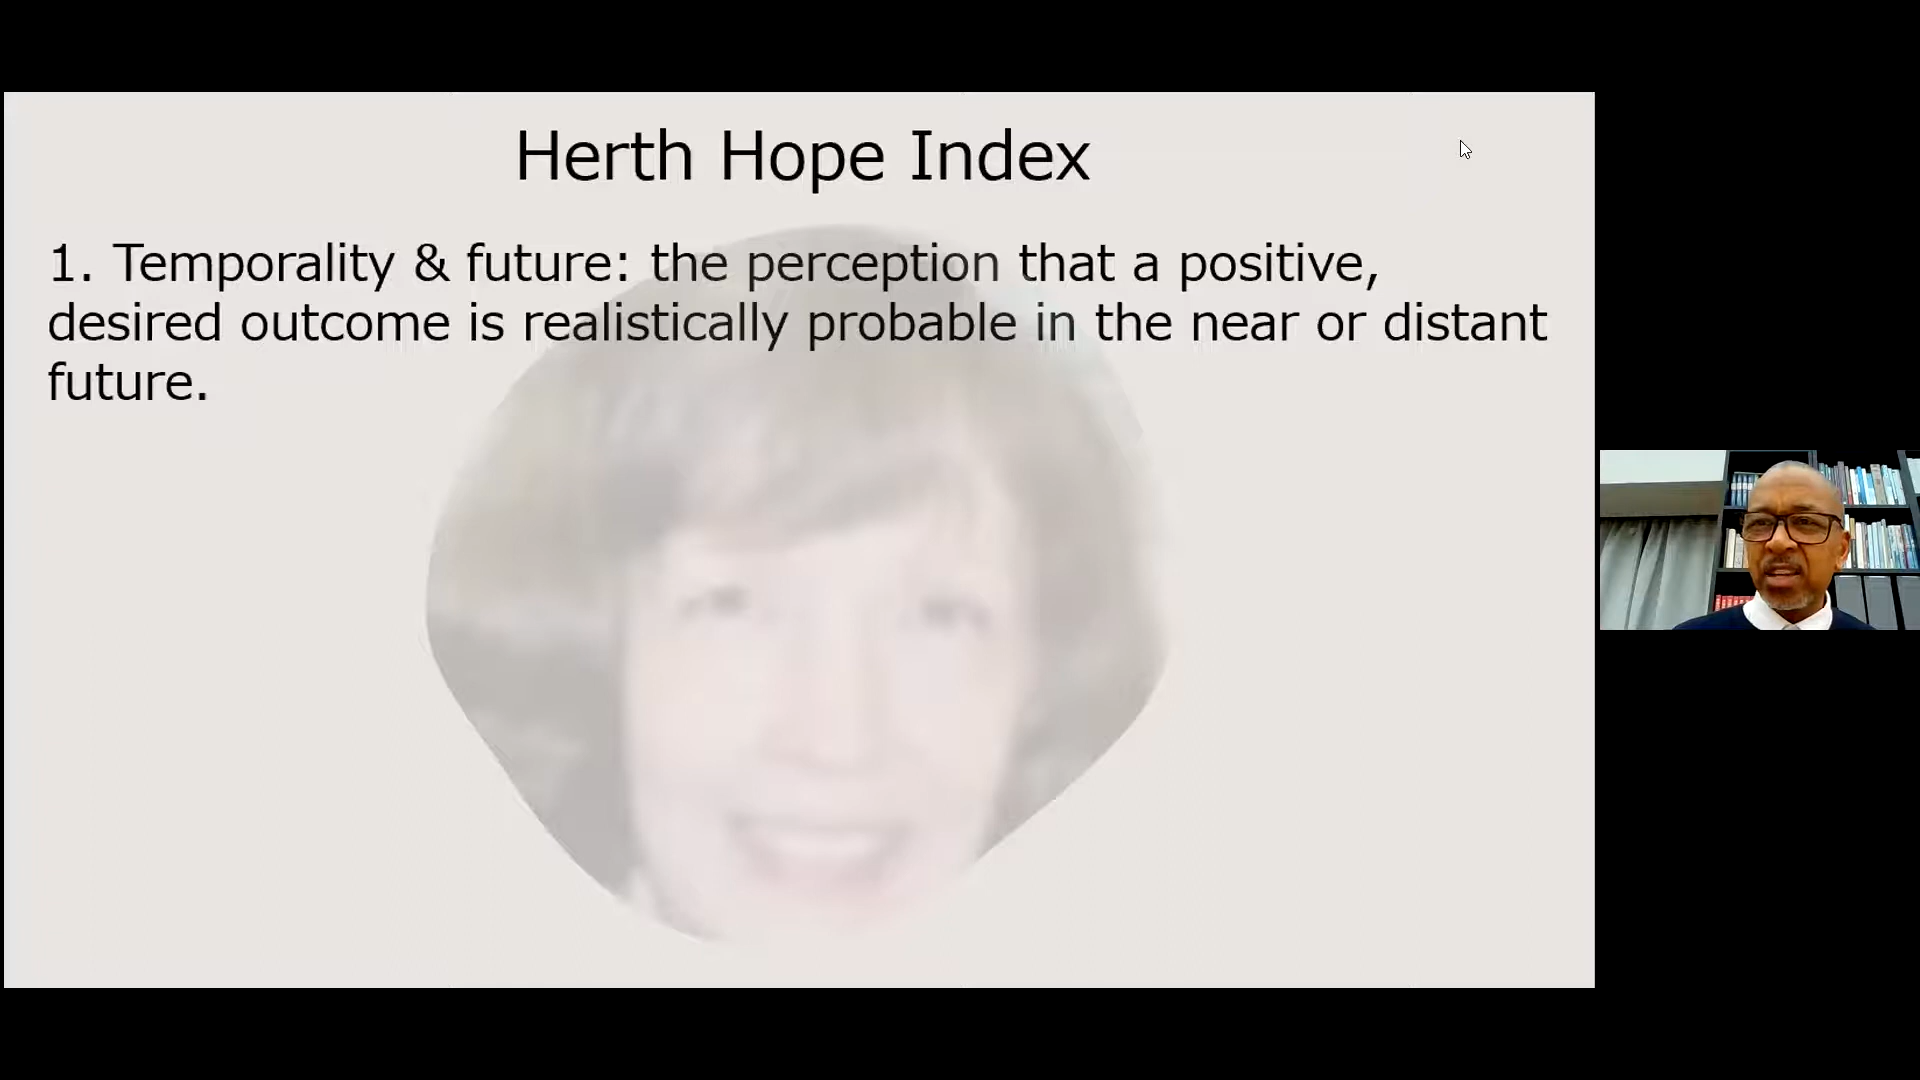 Herth Hope Index
1. Temporality & future: the perception that a positive,
desired outcome is realistically probable in the near or distant
future.